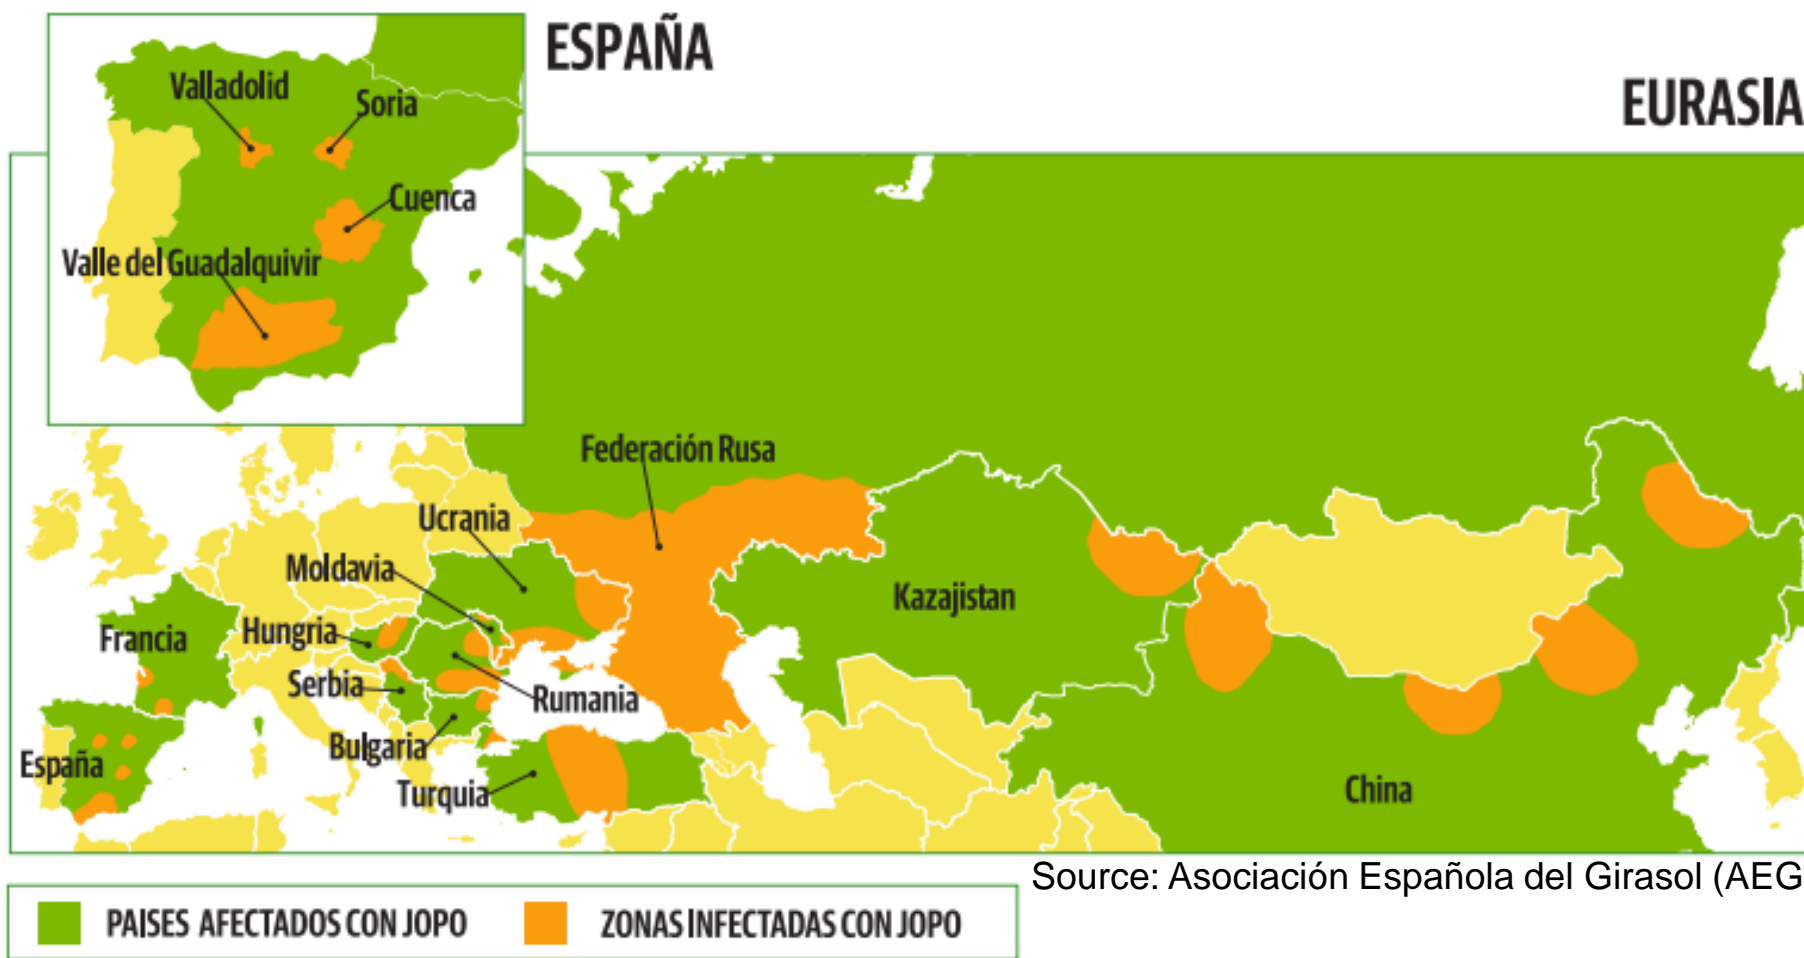 ESPAÑA
EURASIA
Valladolid
Soria
Cuenca
Valle del Guadalquivir
Federación Rusa
Ucrania
Moldavia
Kazajistan
Francia
Hungria
Serbia
Rumania
Bulgaria
España
Turquia
China
Source: Asociación Española del Girasol (AEG
PAISES AFECTADOS CON JOPO
ZONAS INFECTADAS CON JOPO